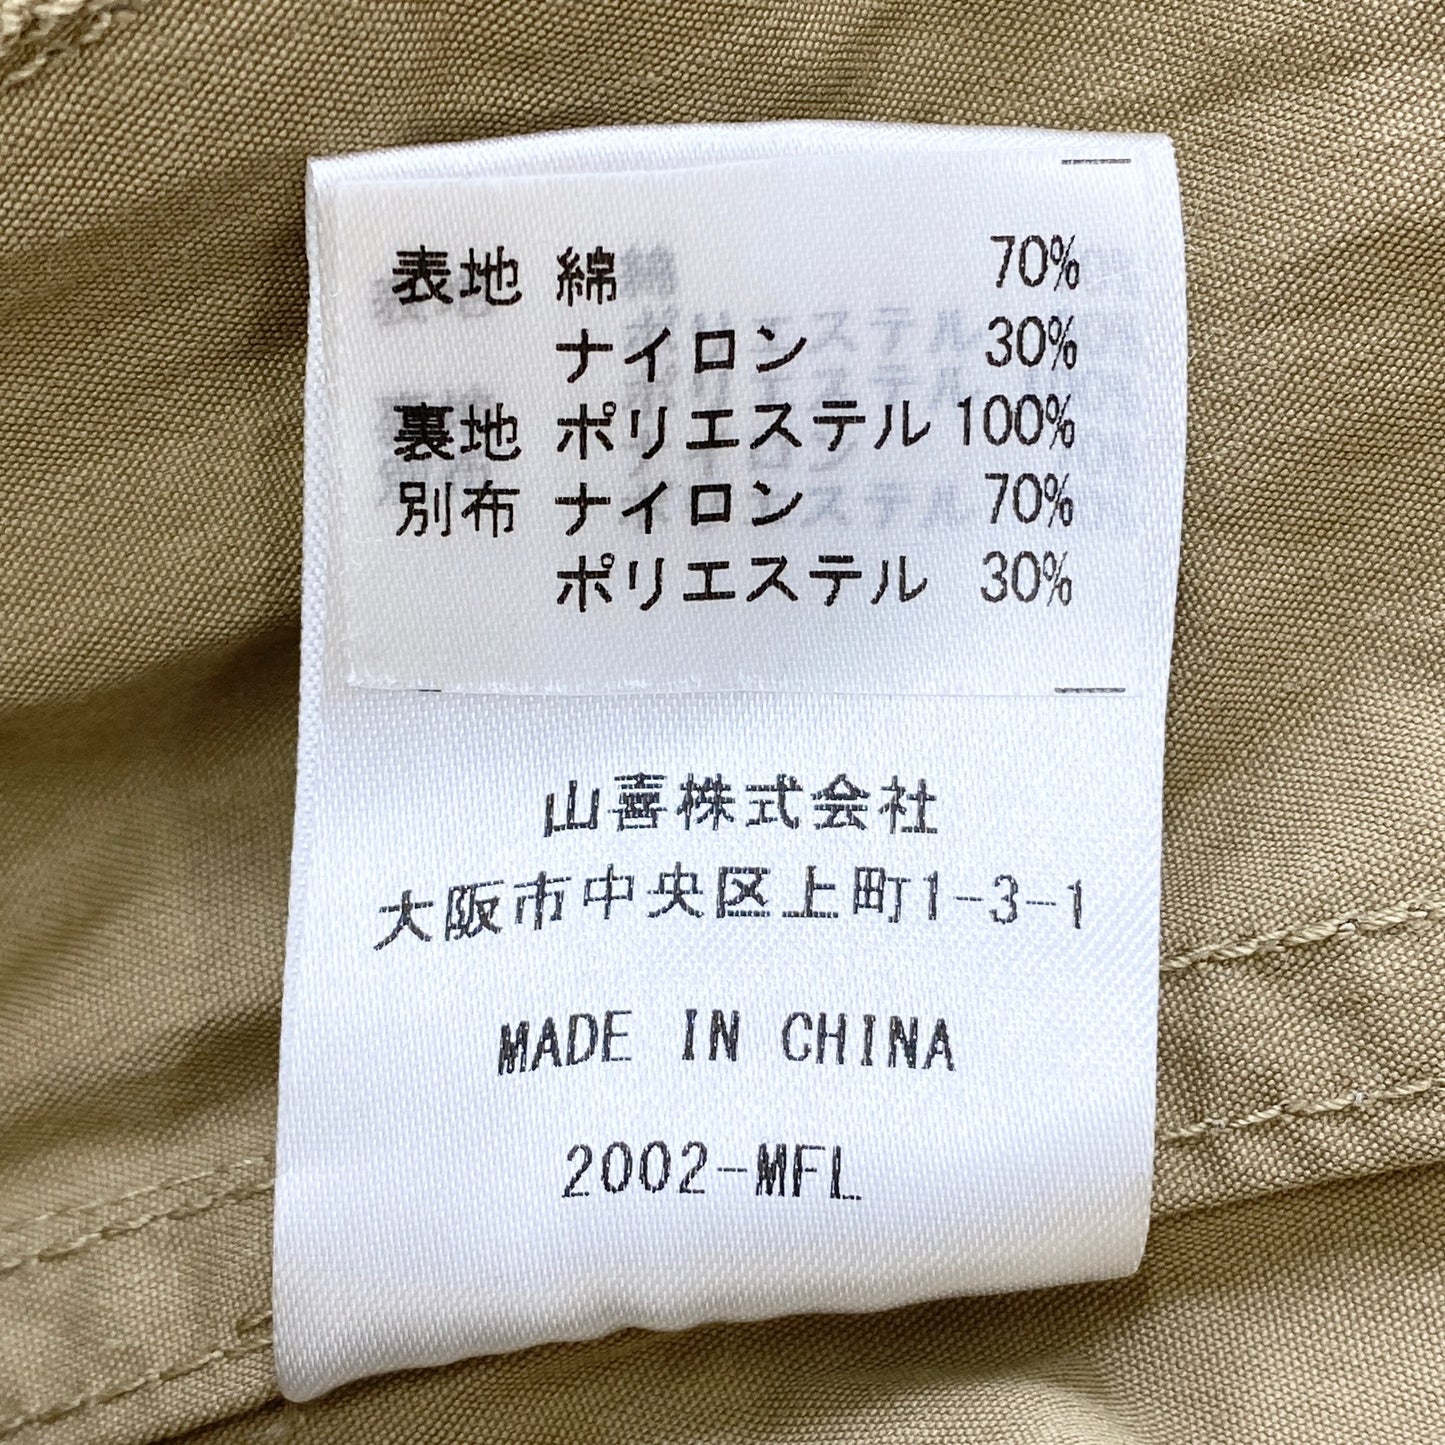 表地 綿 70%
ナイロン 30%
裏地 ポリエステル 100%
別布 ナイロン 70%
ポリエステル 30%
山喜株式会社
大阪市中央区上町1-3-1
MADE IN CHINA
2002-MFL